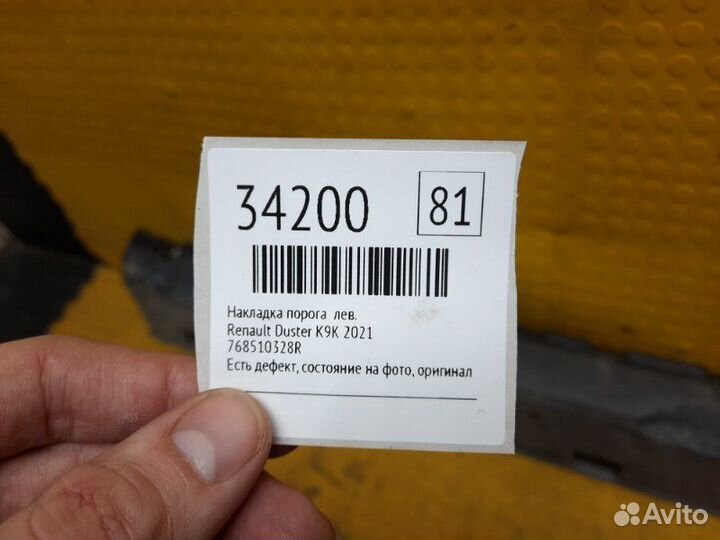 34200
81
Накладка порога лев.
Renault Duster K9K 2021
768510328R
Есть дефект, состояние на фото, оригинал
Avito